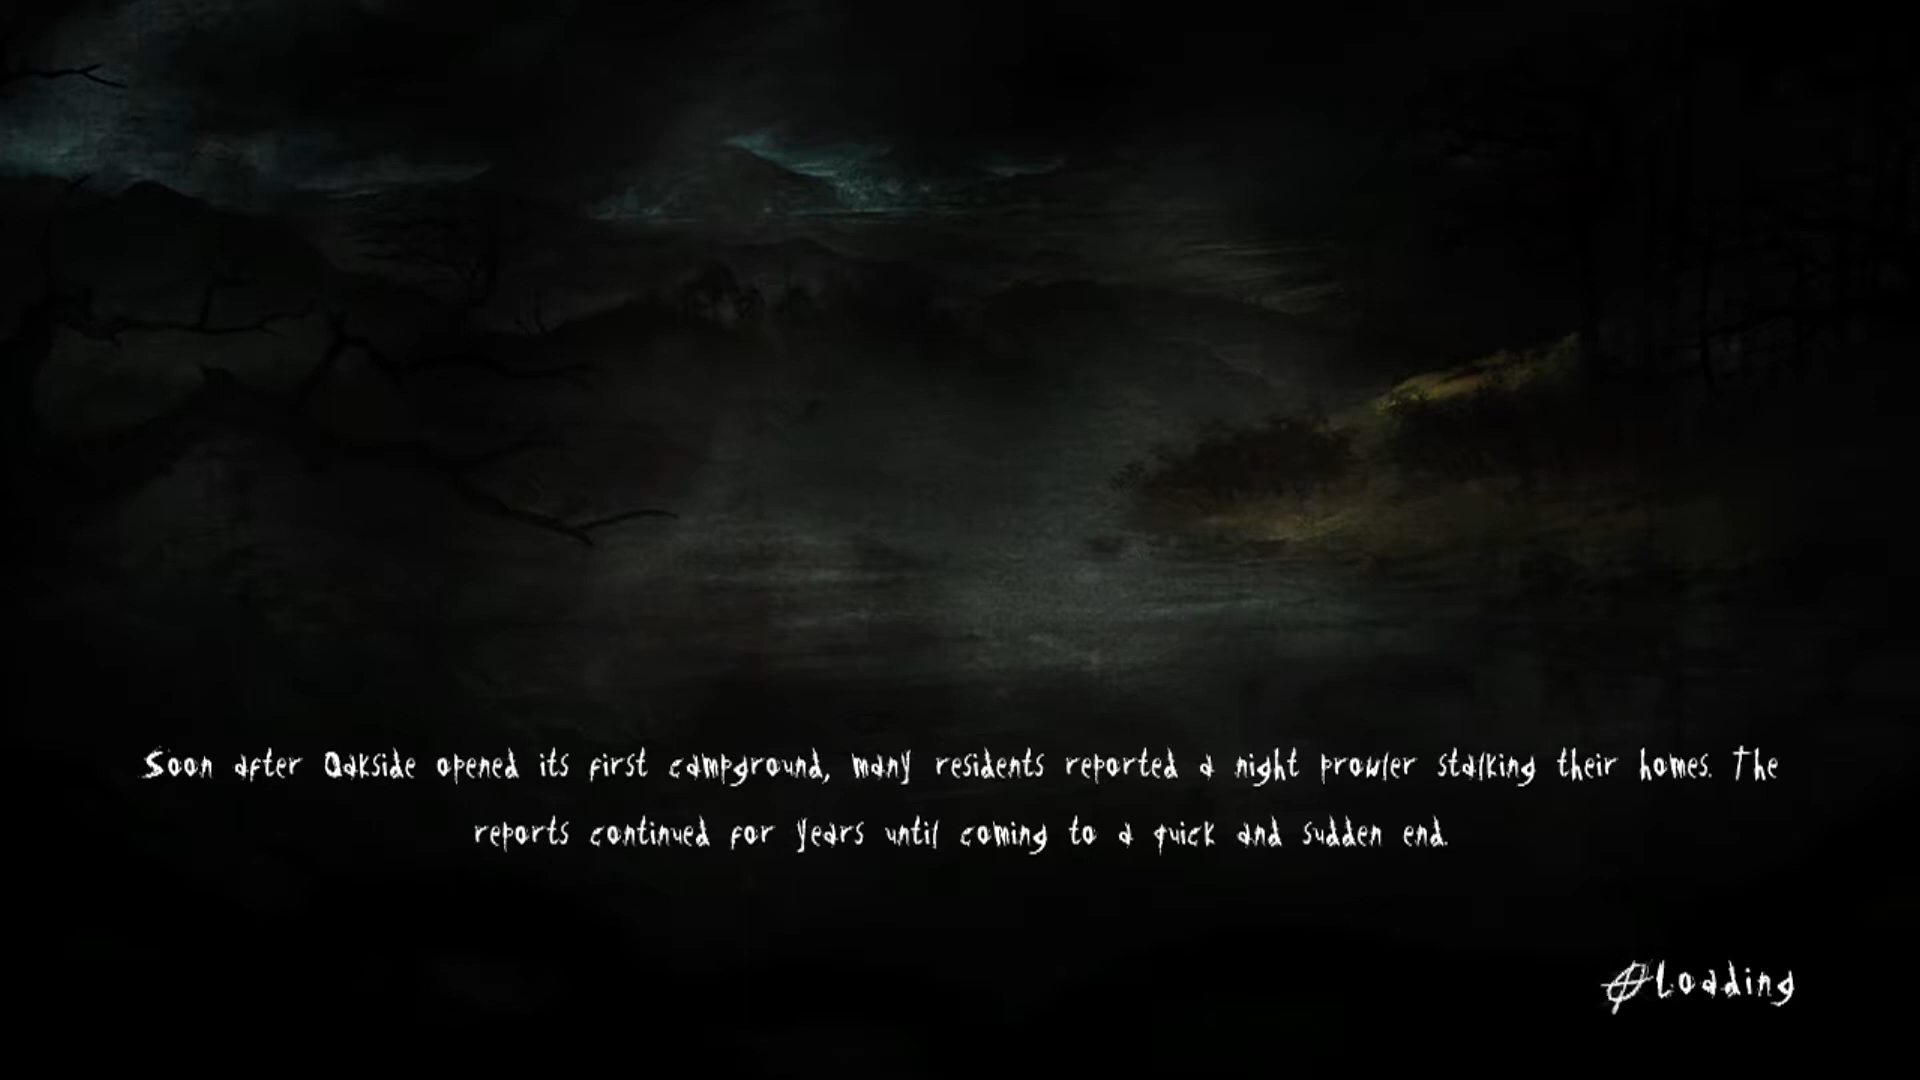 Soon after Oakside opened its first campground, many residents reported a night prowler stalking their homes. The
reports continued for years until coming to a quick and sudden end.
Loading